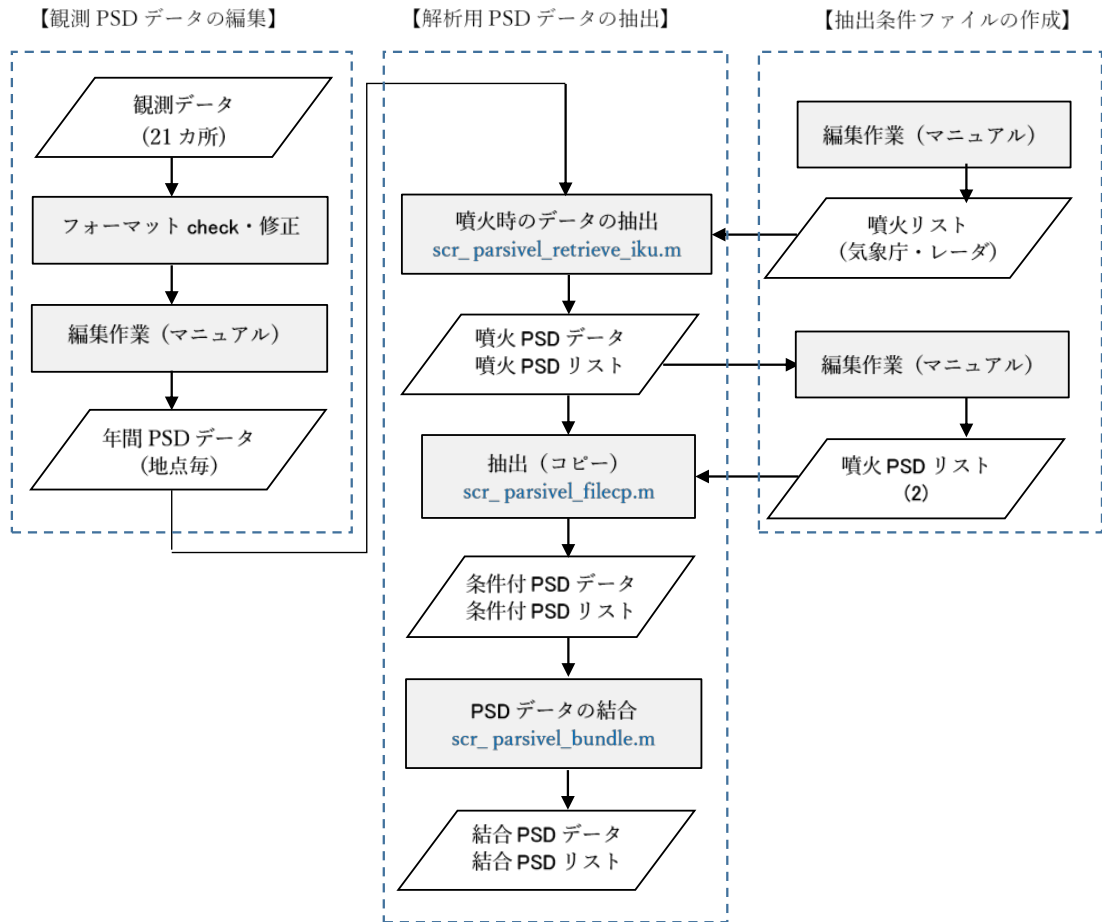 【観測 PSD データの編集】
観測データ
(21 カ所)
フォーマット check・修正
編集作業（マニュアル）
年間 PSD データ
(地点毎)
【解析用 PSD データの抽出】
噴火時のデータの抽出
scr_ parsivel_retrieve_iku.m
噴火 PSD データ
噴火 PSD リスト
抽出（コピー）
scr_ parsivel_filecp.m
条件付 PSD データ
条件付 PSD リスト
PSD データの結合
scr_ parsivel_bundle.m
結合 PSD データ
結合 PSD リスト
【抽出条件ファイルの作成】
編集作業（マニュアル）
噴火リスト
（気象庁・レーダ）
編集作業（マニュアル）
噴火 PSD リスト
(2)